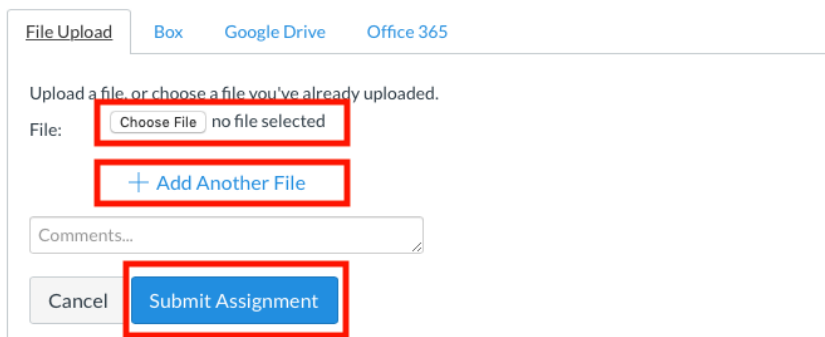 File Upload Box Google Drive Office 365
Upload a file, or choose a file you've already uploaded.
File: Choose File no file selected
+ Add Another File
Comments...
Cancel Submit Assignment